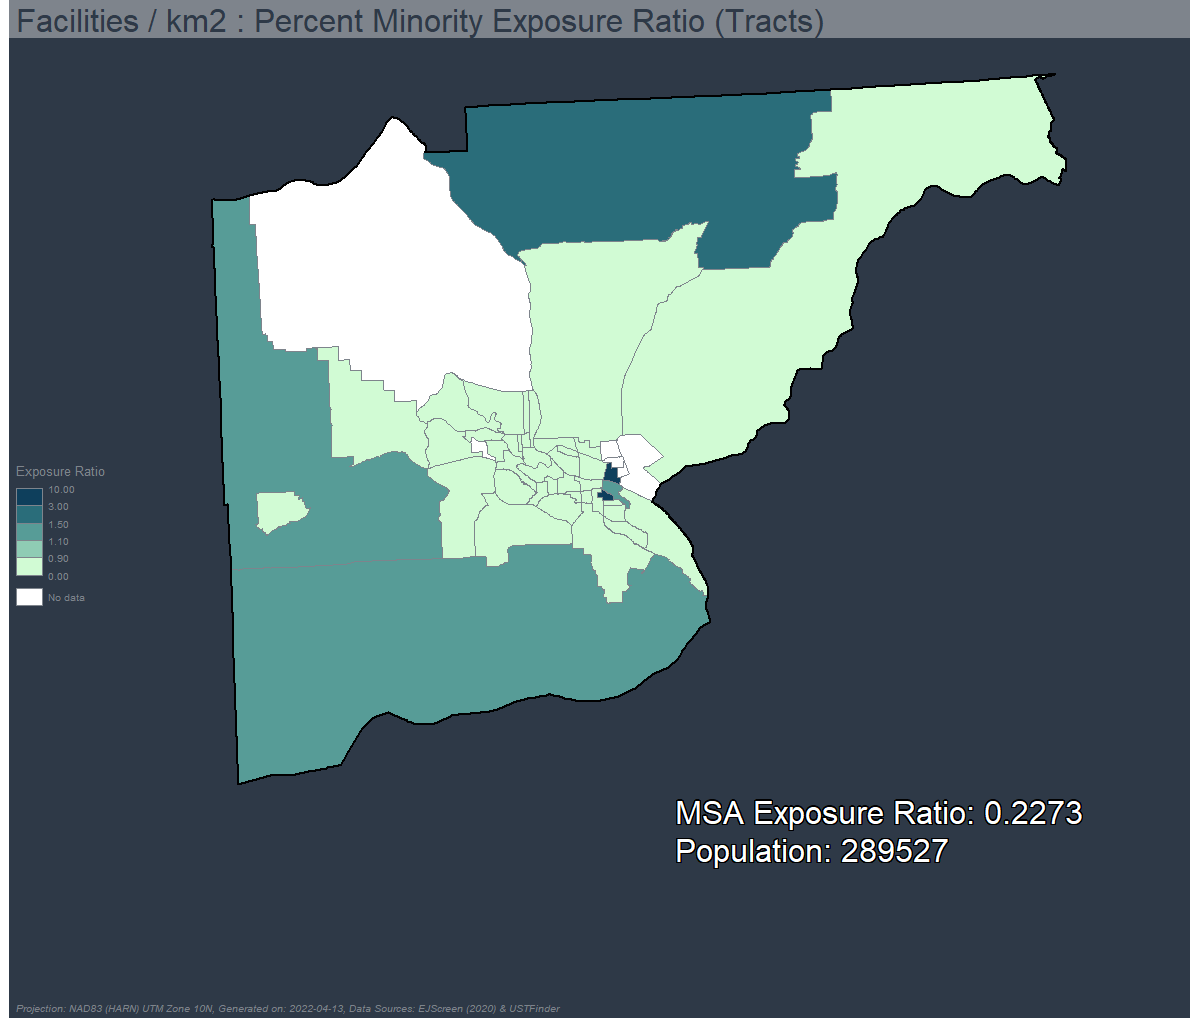 Facilities / km2 : Percent Minority Exposure Ratio (Tracts)
Exposure Ratio
10.00
3.00
1.50
1.10
0.90
0.00
No data
MSA Exposure Ratio: 0.2273
Population: 289527
Projection: NAD83 (HARN) UTM Zone 10N, Generated on: 2022-04-13, Data Sources: EJScreen (2020) & USTFinder